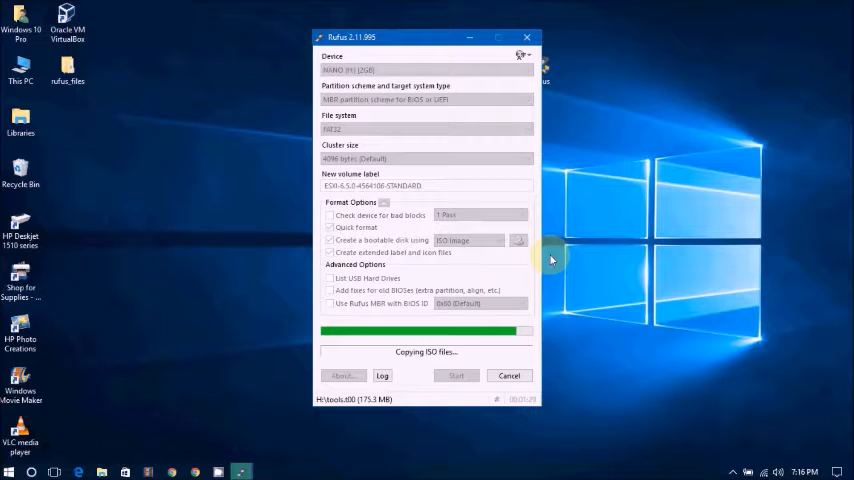 Windows 10
Pro
Oracle VM
VirtualBox
This PC
rufus_files
Libraries
Recycle Bin
HP Deskjet
1510 series
Shop for
Supplies - ...
HP Photo
Creations
Windows
Movie Maker
VLC media
player
Rufus 2.11.995
Device
NANO (H:) [2GB]
Partition scheme and target system type
MBR partition scheme for BIOS or UEFI
File system
FAT32
Cluster size
4096 bytes (Default)
New volume label
ESXI-6.5.0-4564106-STANDARD
Format Options
Check device for bad blocks
1 Pass
Quick format
Create a bootable disk using
ISO Image
Create extended label and icon files
Advanced Options
List USB Hard Drives
Add fixes for old BIOSes (extra partition, align, etc.)
Use Rufus MBR with BIOS ID
0x80 (Default)
Copying ISO files...
About...
Log
Start
Cancel
H:\tools.t00 (175.3 MB)
#
00:01:29
7:16 PM